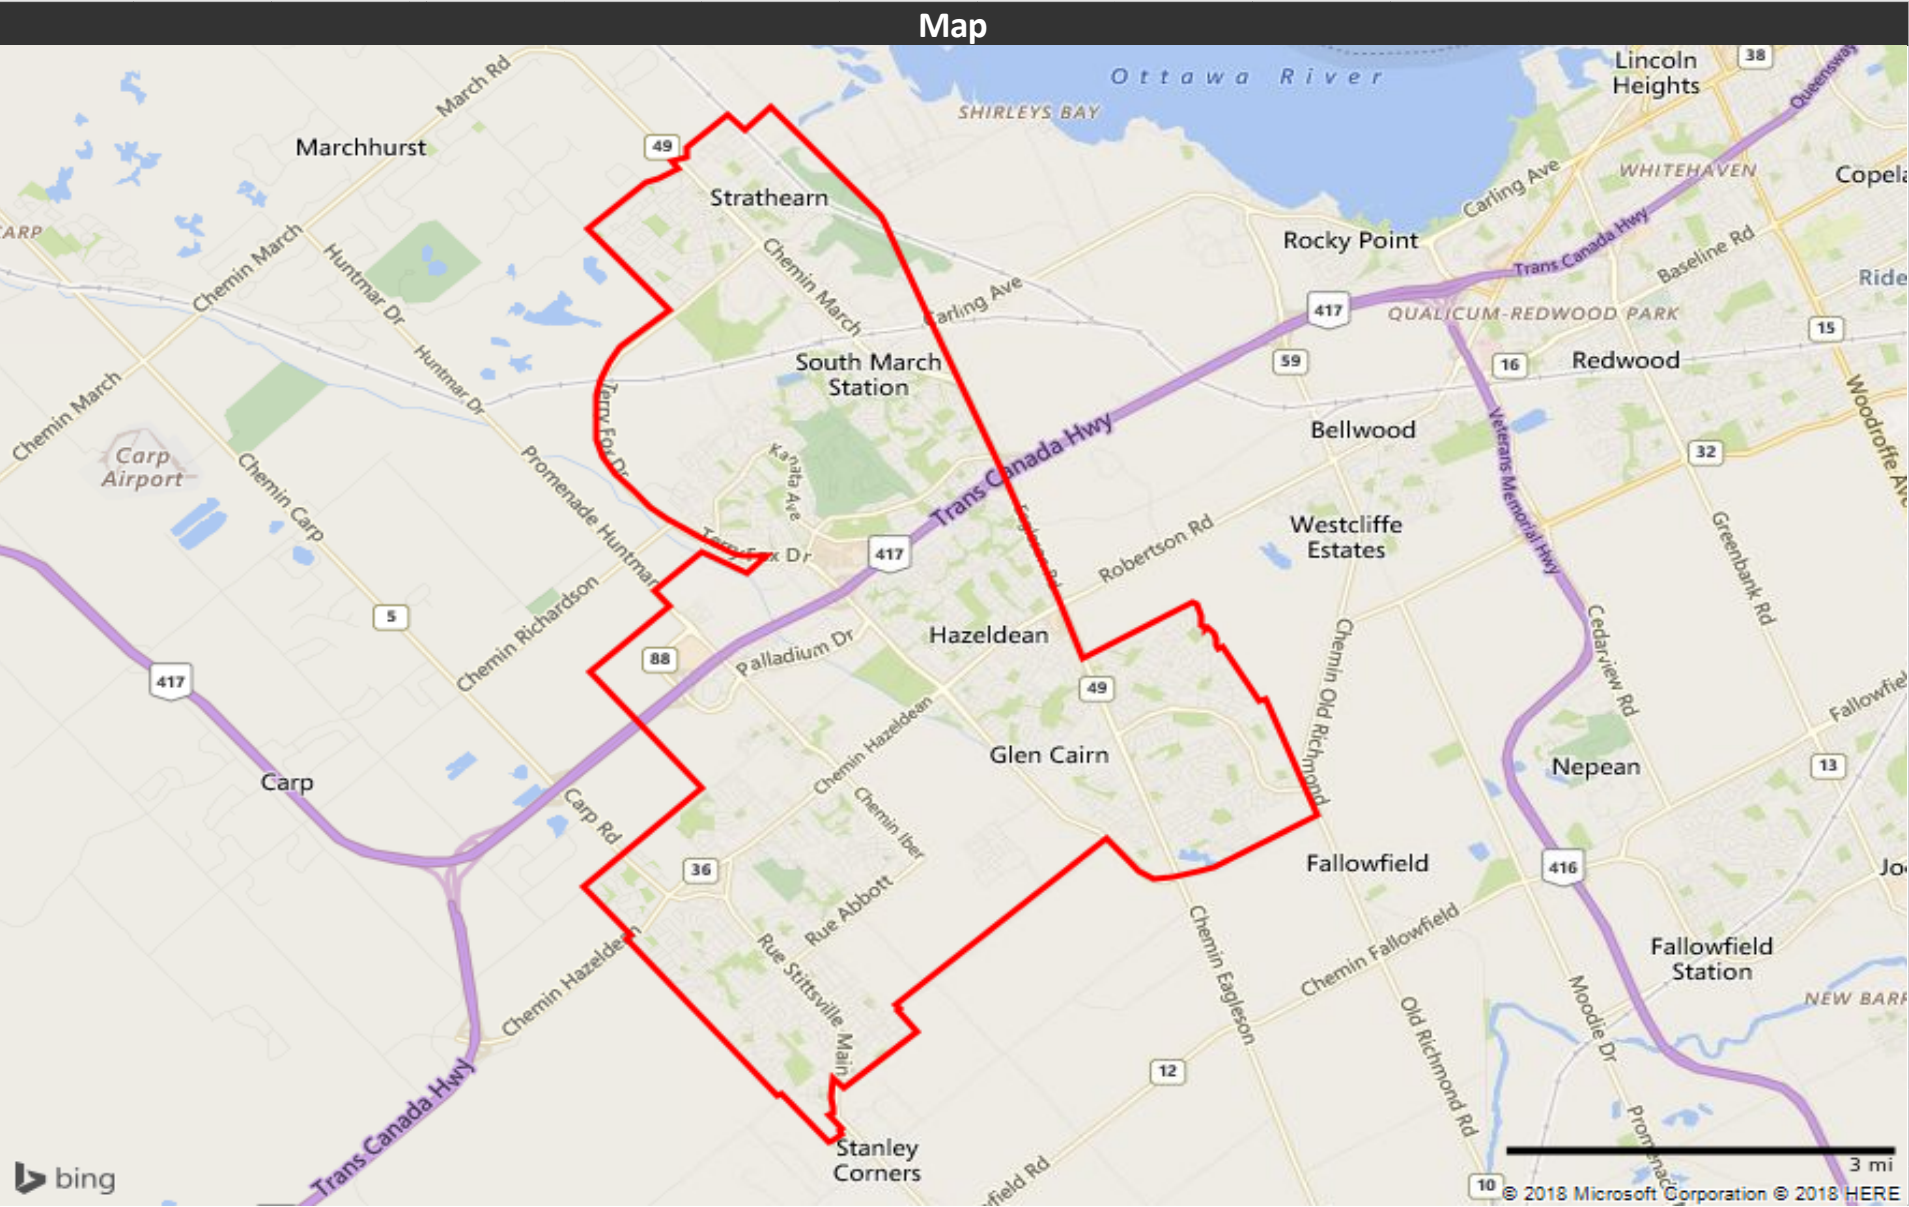 Map
Ottawa River
Lincoln
Heights
38
Queensway
March Rd
SHIRLEYS BAY
Marchhurst
49
WHITEHAVEN
Strathearn
Carling Ave
CARP
Chemin March
Huntmar Dr
Chemin March
Rocky Point
Trans Canada Hwy
Baseline Rd
Carling Ave
417
QUALICUM-REDWOOD PARK
15
Huntmar Dr
South March
Station
59
16
Redwood
Chemin March
Terry Fox Dr
Trans Canada Hwy
Bellwood
Veterans Memorial Hwy
Woodroffe Ave
Carp
Airport
Chemin Carp
Promenade Huntmar
Kanata Ave
32
Eagleson Rd
Robertson Rd
Westcliffe
Estates
Greenbank Rd
Terry Fox Dr
417
5
Chemin Richardson
Hazeldean
Chemin Old Richmond
Cedarview Rd
88
Palladium Dr
417
49
Fallowfie
Chemin Hazeldean
Glen Cairn
Nepean
13
Carp
Carp Rd
Chemin Iber
36
Fallowfield
416
Rue Abbott
Chemin Hazeldean
Rue Stittsville Main
Chemin Eagleson
Chemin Fallowfield
Fallowfield
Station
Moodie Dr
NEW BARR
Old Richmond Rd
12
Trans Canada Hwy
Stanley
Corners
3 mi
bing
field Rd
10
© 2018 Microsoft Corporation © 2018 HERE